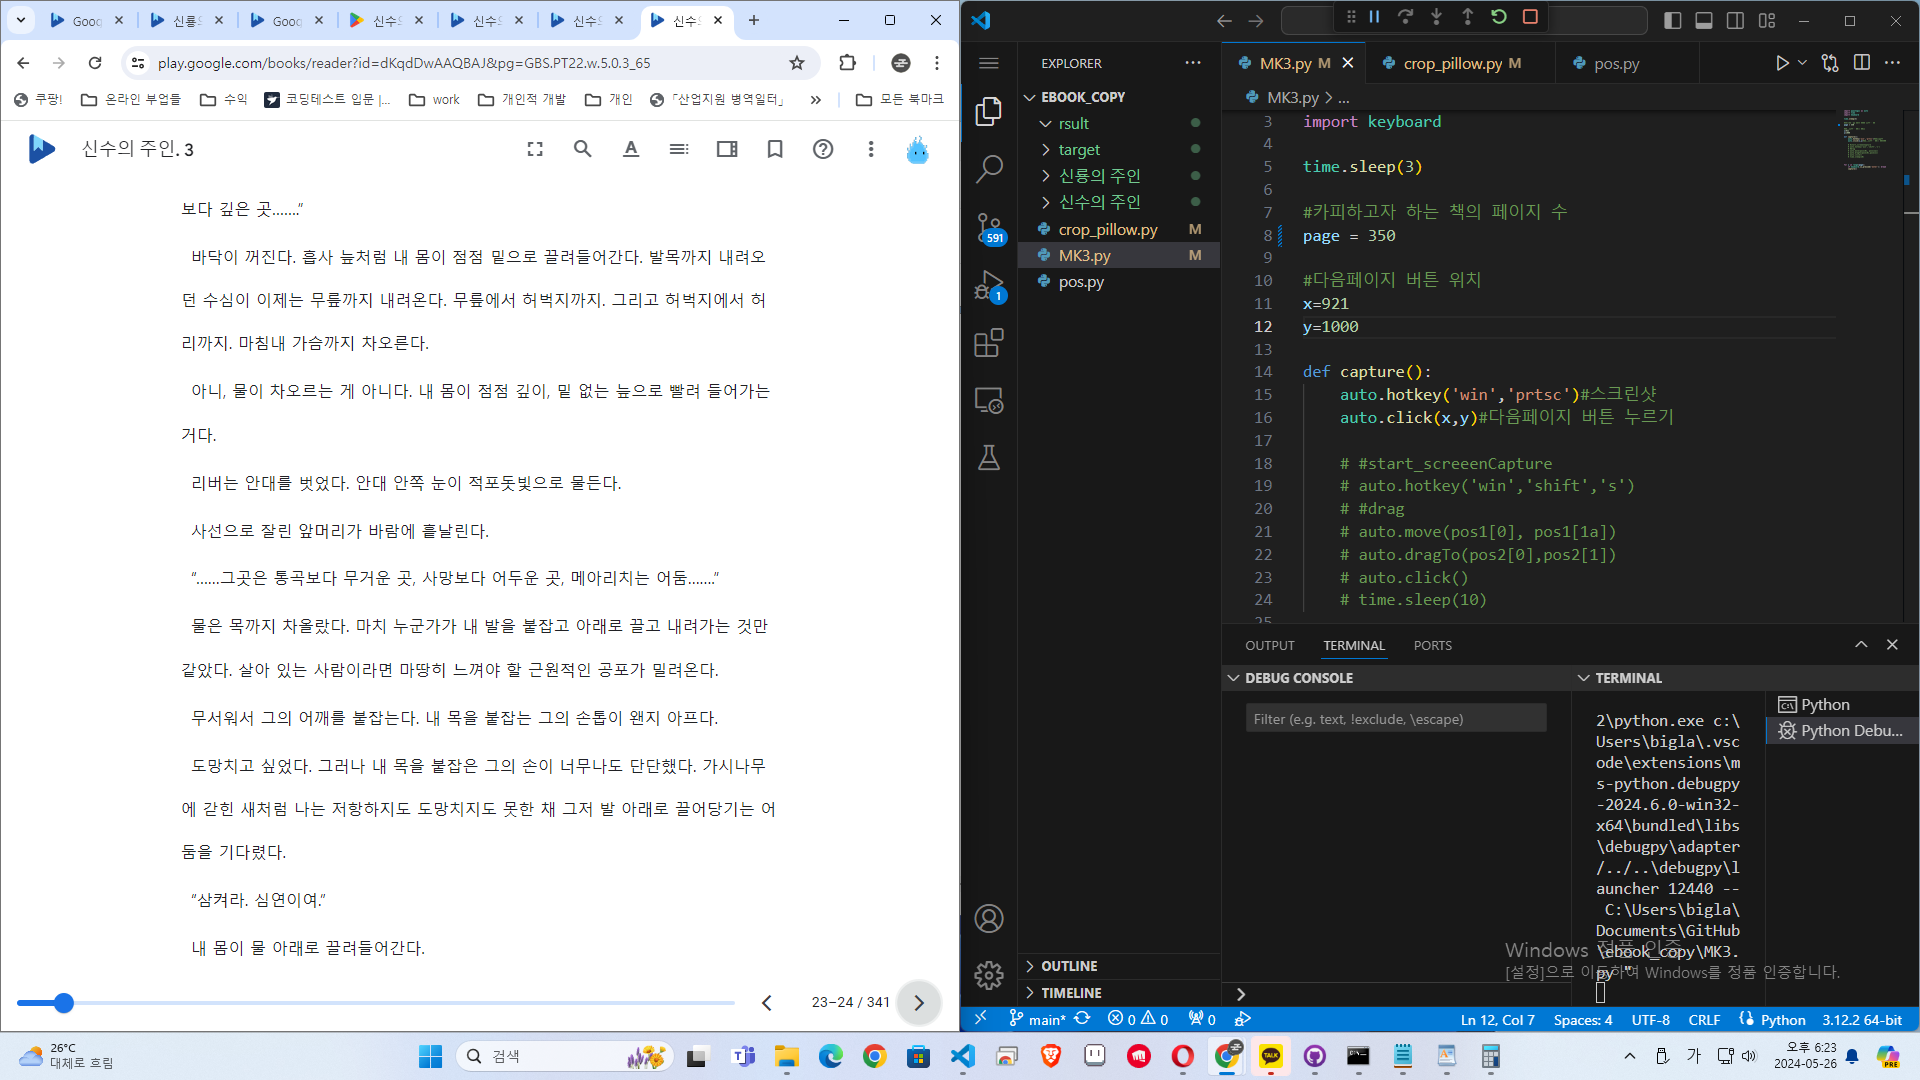 Goog
신룡의
Goog
신수의
신수의
신수의
신수의
play.google.com/books/reader?id=dKqdDwAAQBAJ&pg=GBS.PT22.w.5.0.3_65
쿠팡!
온라인 부업들
수익
코딩테스트 입문 |...
work
개인적 개발
개인
「산업지원 병역일터」
»
모든 북마크
신수의 주인. 3
보다 깊은 곳……”
바닥이 꺼진다. 흡사 늪처럼 내 몸이 점점 밑으로 끌려들어간다. 발목까지 내려오
던 수심이 이제는 무릎까지 내려온다. 무릎에서 허벅지까지. 그리고 허벅지에서 허
리까지. 마침내 가슴까지 차오른다.
아니, 물이 차오르는 게 아니다. 내 몸이 점점 깊이, 밑 없는 늪으로 빨려 들어가는
거다.
리버는 안대를 벗었다. 안대 안쪽 눈이 적포돗빛으로 물든다.
사선으로 잘린 앞머리가 바람에 흩날린다.
“……그곳은 통곡보다 무거운 곳, 사망보다 어두운 곳, 메아리치는 어둠……”
물은 목까지 차올랐다. 마치 누군가가 내 발을 붙잡고 아래로 끌고 내려가는 것만
같았다. 살아 있는 사람이라면 마땅히 느껴야 할 근원적인 공포가 밀려온다.
무서워서 그의 어깨를 붙잡는다. 내 목을 붙잡는 그의 손톱이 왠지 아프다.
도망치고 싶었다. 그러나 내 목을 붙잡은 그의 손이 너무나도 단단했다. 가시나무
에 갇힌 새처럼 나는 저항하지도 도망치지도 못한 채 그저 발 아래로 끌어당기는 어
둠을 기다렸다.
“삼켜라. 심연이여.”
내 몸이 물 아래로 끌려들어간다.
23–24 / 341
EXPLORER
EBOOK_COPY
rsult
target
신룡의 주인
신수의 주인
crop_pillow.py M
MK3.py M
pos.py
591
1
OUTLINE
TIMELINE
MK3.py M
crop_pillow.py M
pos.py
MK3.py > ...
3 import keyboard
4
5 time.sleep(3)
6
7 #카피하고자 하는 책의 페이지 수
8 page = 350
9
10 #다음페이지 버튼 위치
11 x=921
12 y=1000
13
14 def capture():
15 auto.hotkey('win','prtsc')#스크린샷
16 auto.click(x,y)#다음페이지 버튼 누르기
17
18 # #start_screeenCapture
19 # auto.hotkey('win','shift','s')
20 # #drag
21 # auto.move(pos1[0], pos1[1a])
22 # auto.dragTo(pos2[0],pos2[1])
23 # auto.click()
24 # time.sleep(10)
25
OUTPUT TERMINAL PORTS
DEBUG CONSOLE
Filter (e.g. text, !exclude, \escape)
TERMINAL
2\python.exe c:\
Users\bigla\.vsc
ode\extensions\m
s-python.debugpy
-2024.6.0-win32-
x64\bundled\libs
\debugpy\adapter
/../..\debugpy\l
auncher 12440 --
C:\Users\bigla\
Documents\GitHub
\ebook_copy\MK3.
py "
Python
Python Debu...
Windows 정품 인증
[설정]으로 이동하여 Windows를 정품 인증합니다.
main* 0 0 0
Ln 12, Col 7 Spaces: 4 UTF-8 CRLF Python 3.12.2 64-bit
26°C
대체로 흐림
검색
TALK
가
오후 6:23
2024-05-26
PRE